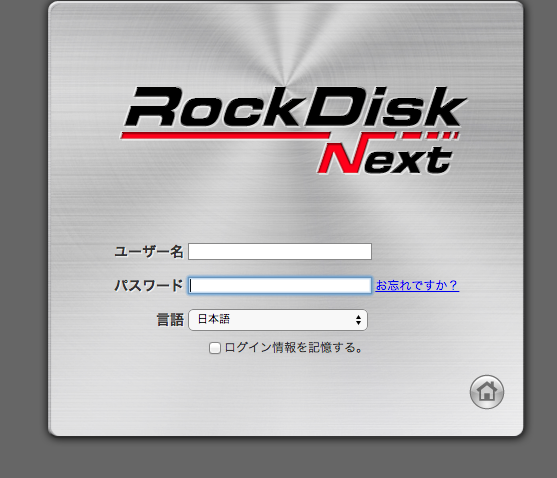 RockDisk
Next
ユーザー名
パスワード お忘れですか？
言語 日本語
ログイン情報を記憶する。